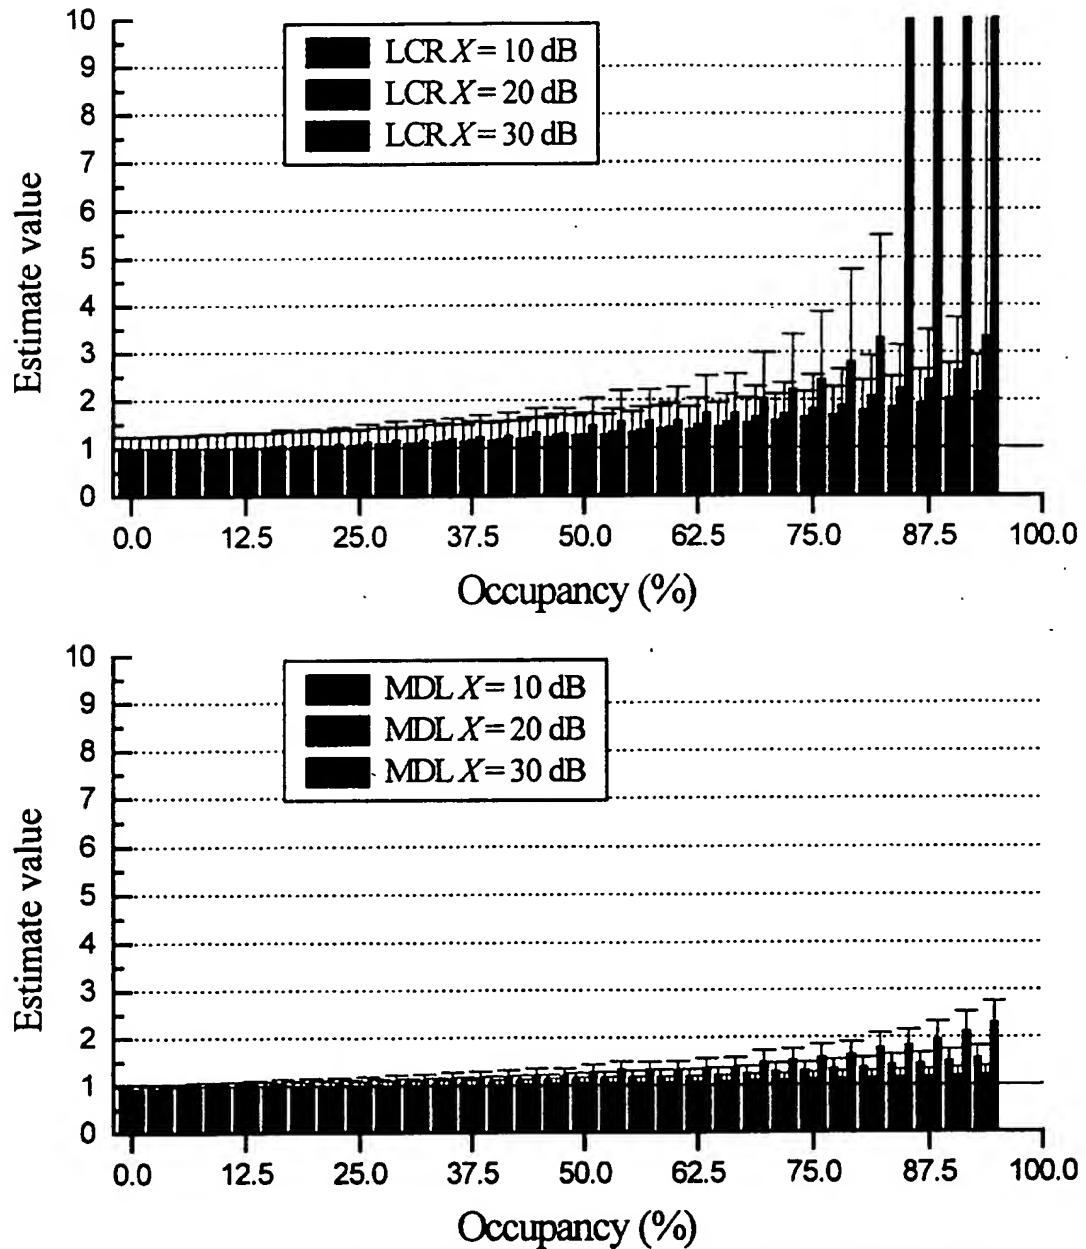 10
9
8
7
6
5
4
3
2
1
0
Estimate value
LCR X = 10 dB
LCR X = 20 dB
LCR X = 30 dB
0.0 12.5 25.0 37.5 50.0 62.5 75.0 87.5 100.0
Occupancy (%)
10
9
8
7
6
5
4
3
2
1
0
Estimate value
MDL X = 10 dB
MDL X = 20 dB
MDL X = 30 dB
0.0 12.5 25.0 37.5 50.0 62.5 75.0 87.5 100.0
Occupancy (%)